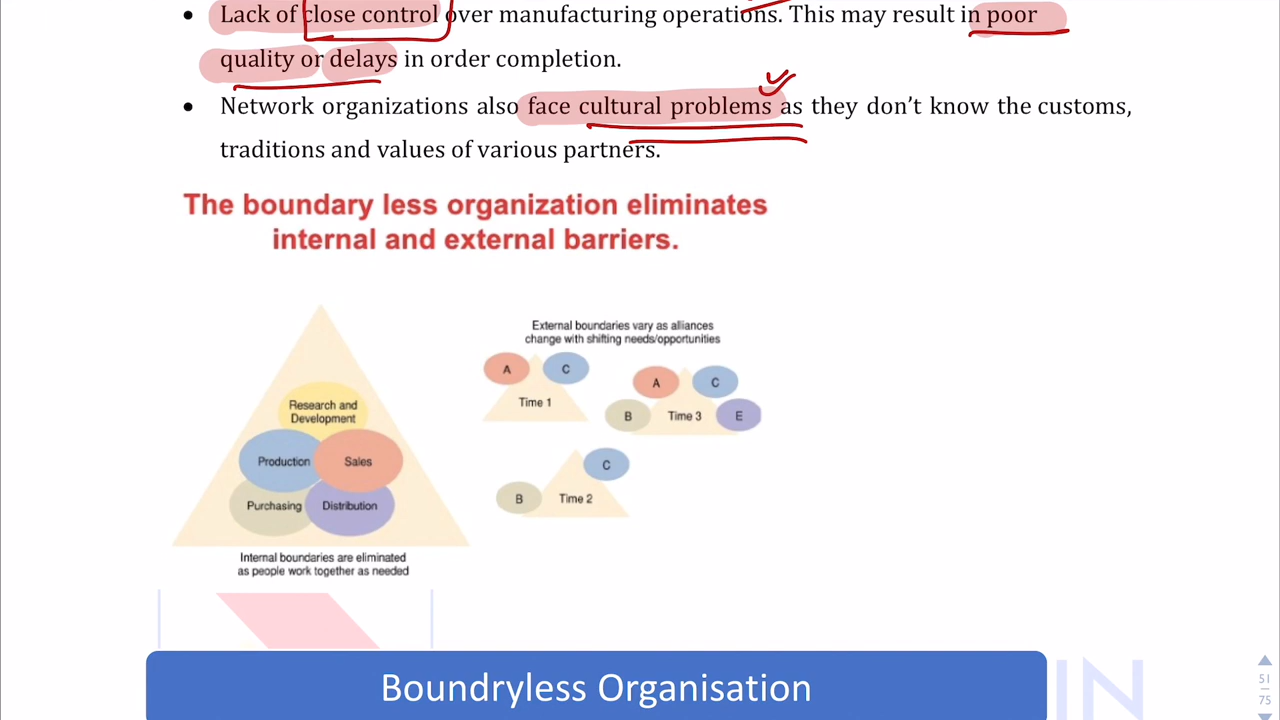 • Lack of close control over manufacturing operations. This may result in poor
quality or delays in order completion.
• Network organizations also face cultural problems as they don’t know the customs,
traditions and values of various partners.
The boundary less organization eliminates
internal and external barriers.
Research and
Development
Production
Sales
Purchasing
Distribution
Internal boundaries are eliminated
as people work together as needed
External boundaries vary as alliances
change with shifting needs/opportunities
A
C
Time 1
A
C
B
Time 3
E
C
B
Time 2
Boundryless Organisation
IN
51
75